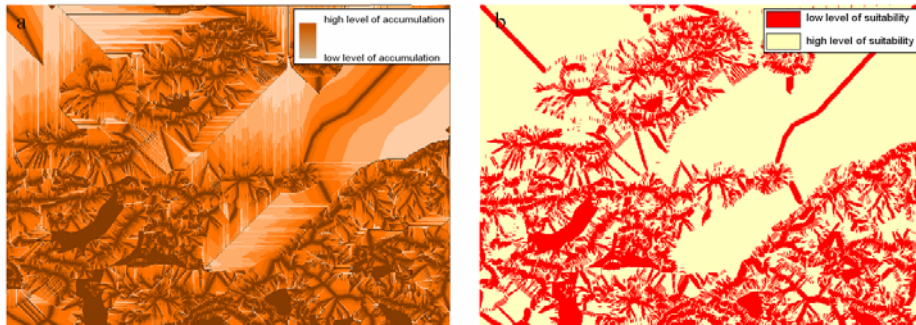 a
high level of accumulation
low level of accumulation
b
low level of suitability
high level of suitability